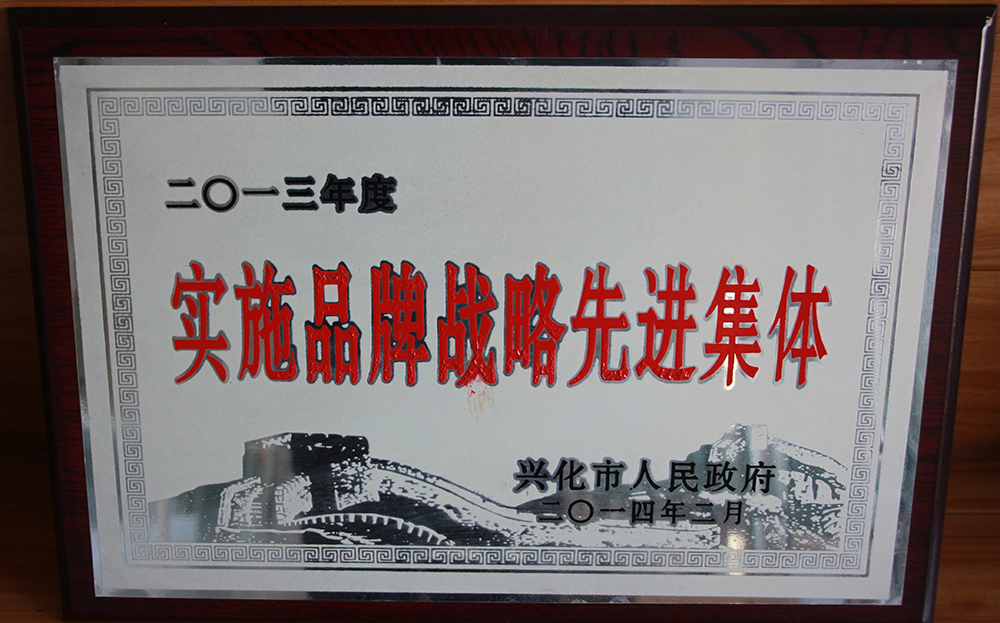 二〇一三年度
实施品牌战略先进集体
兴化市人民政府
二〇一四年二月